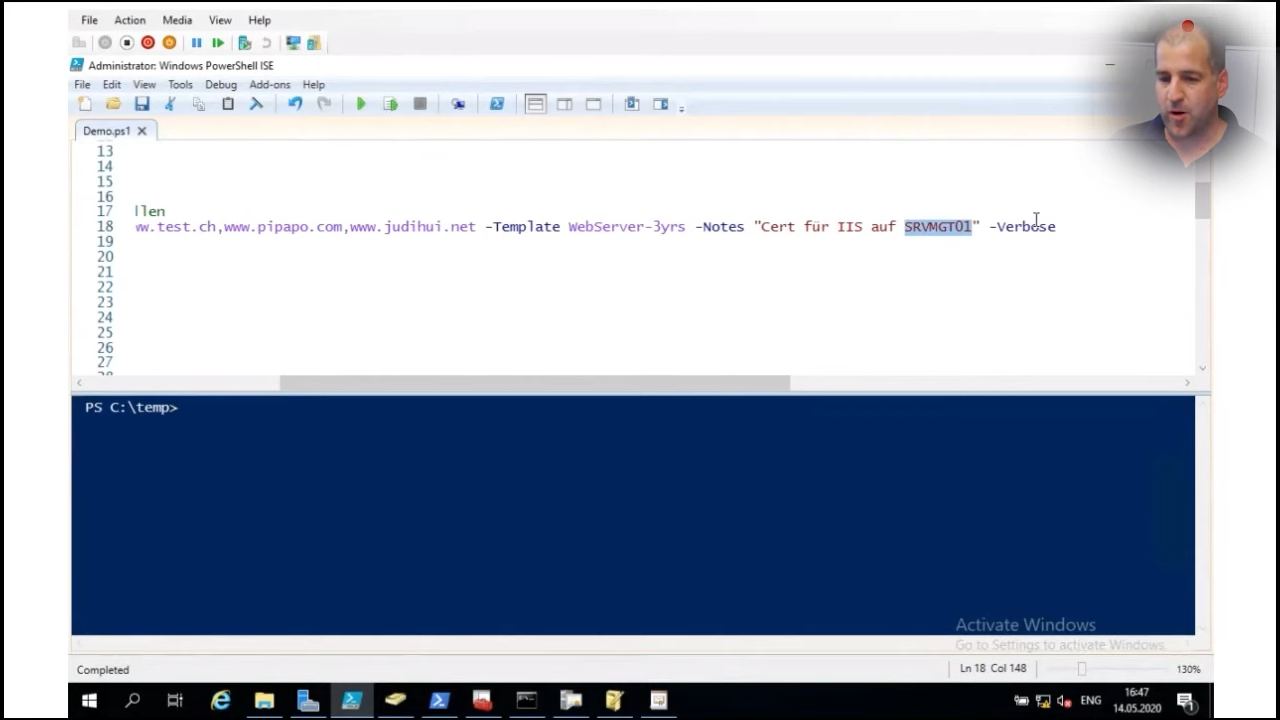 File Action Media View Help
Administrator: Windows PowerShell ISE
File Edit View Tools Debug Add-ons Help
Demo.ps1
13
14
15
16
17 llen
18 ww.test.ch,www.pipapo.com,www.judihui.net -Template WebServer-3yrs -Notes "Cert für IIS auf SRVMGT01" -Verbose
19
20
21
22
23
24
25
26
27
28
PS C:\temp>
Activate Windows
Go to Settings to activate Windows.
Completed Ln 18 Col 148 130%
ENG 16:47
14.05.2020
1